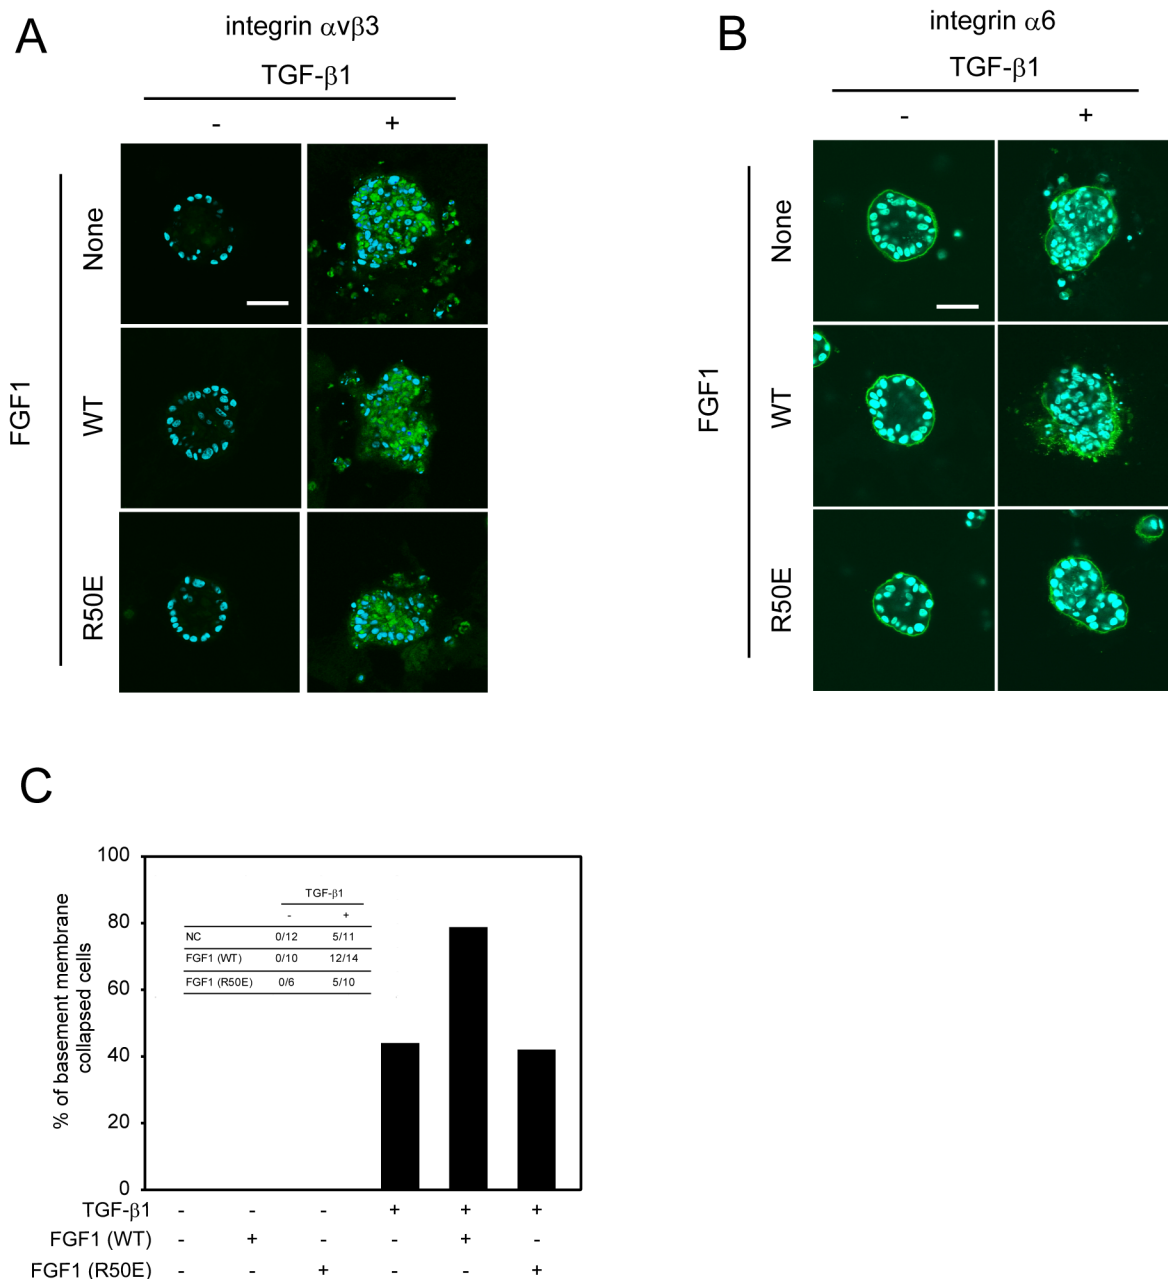 A
integrin αvβ3
TGF-β1
- +
FGF1
None
WT
R50E
B
integrin α6
TGF-β1
- +
FGF1
None
WT
R50E
C
% of basement membrane
collapsed cells
100
80
60
40
20
0
TGF-β1
- +
NC 0/12 5/11
FGF1 (WT) 0/10 12/14
FGF1 (R50E) 0/6 5/10
TGF-β1 - - - + + +
FGF1 (WT) - + - - + -
FGF1 (R50E) - - + - - +